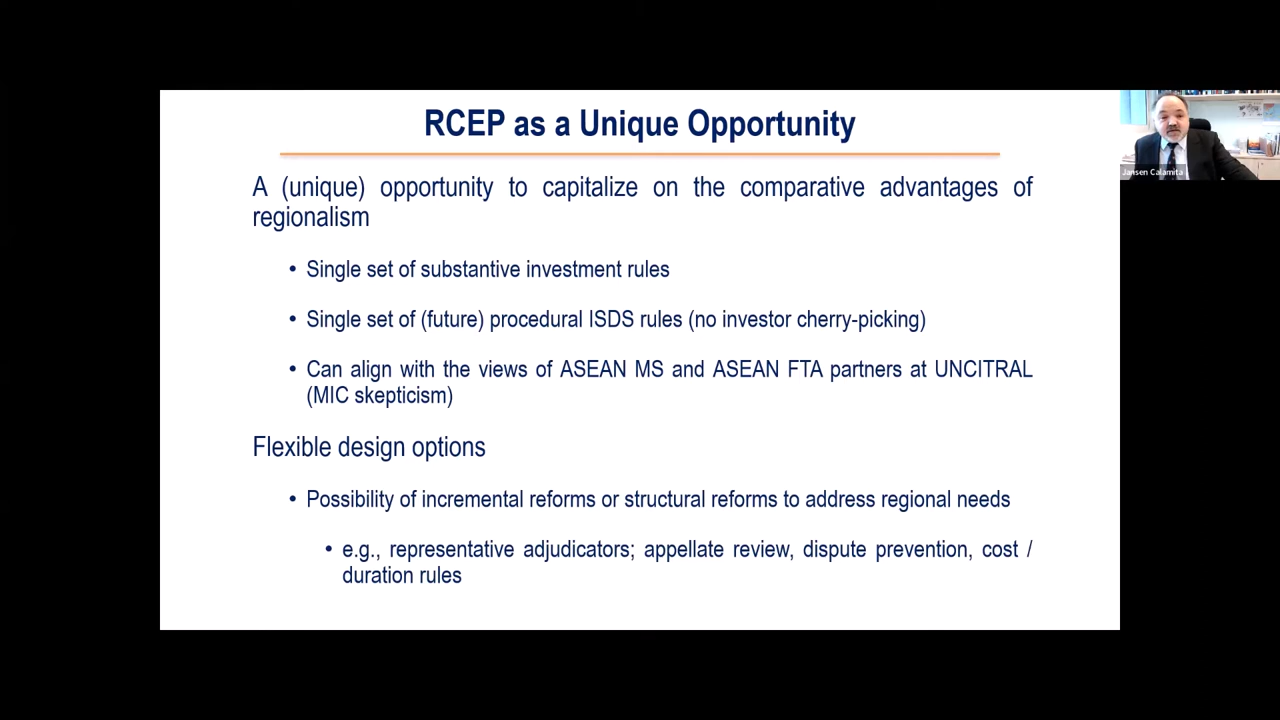 RCEP as a Unique Opportunity
A (unique) opportunity to capitalize on the comparative advantages of
regionalism
• Single set of substantive investment rules
• Single set of (future) procedural ISDS rules (no investor cherry-picking)
• Can align with the views of ASEAN MS and ASEAN FTA partners at UNCITRAL
(MIC skepticism)
Flexible design options
• Possibility of incremental reforms or structural reforms to address regional needs
• e.g., representative adjudicators; appellate review, dispute prevention, cost /
duration rules
Jansen Calamita